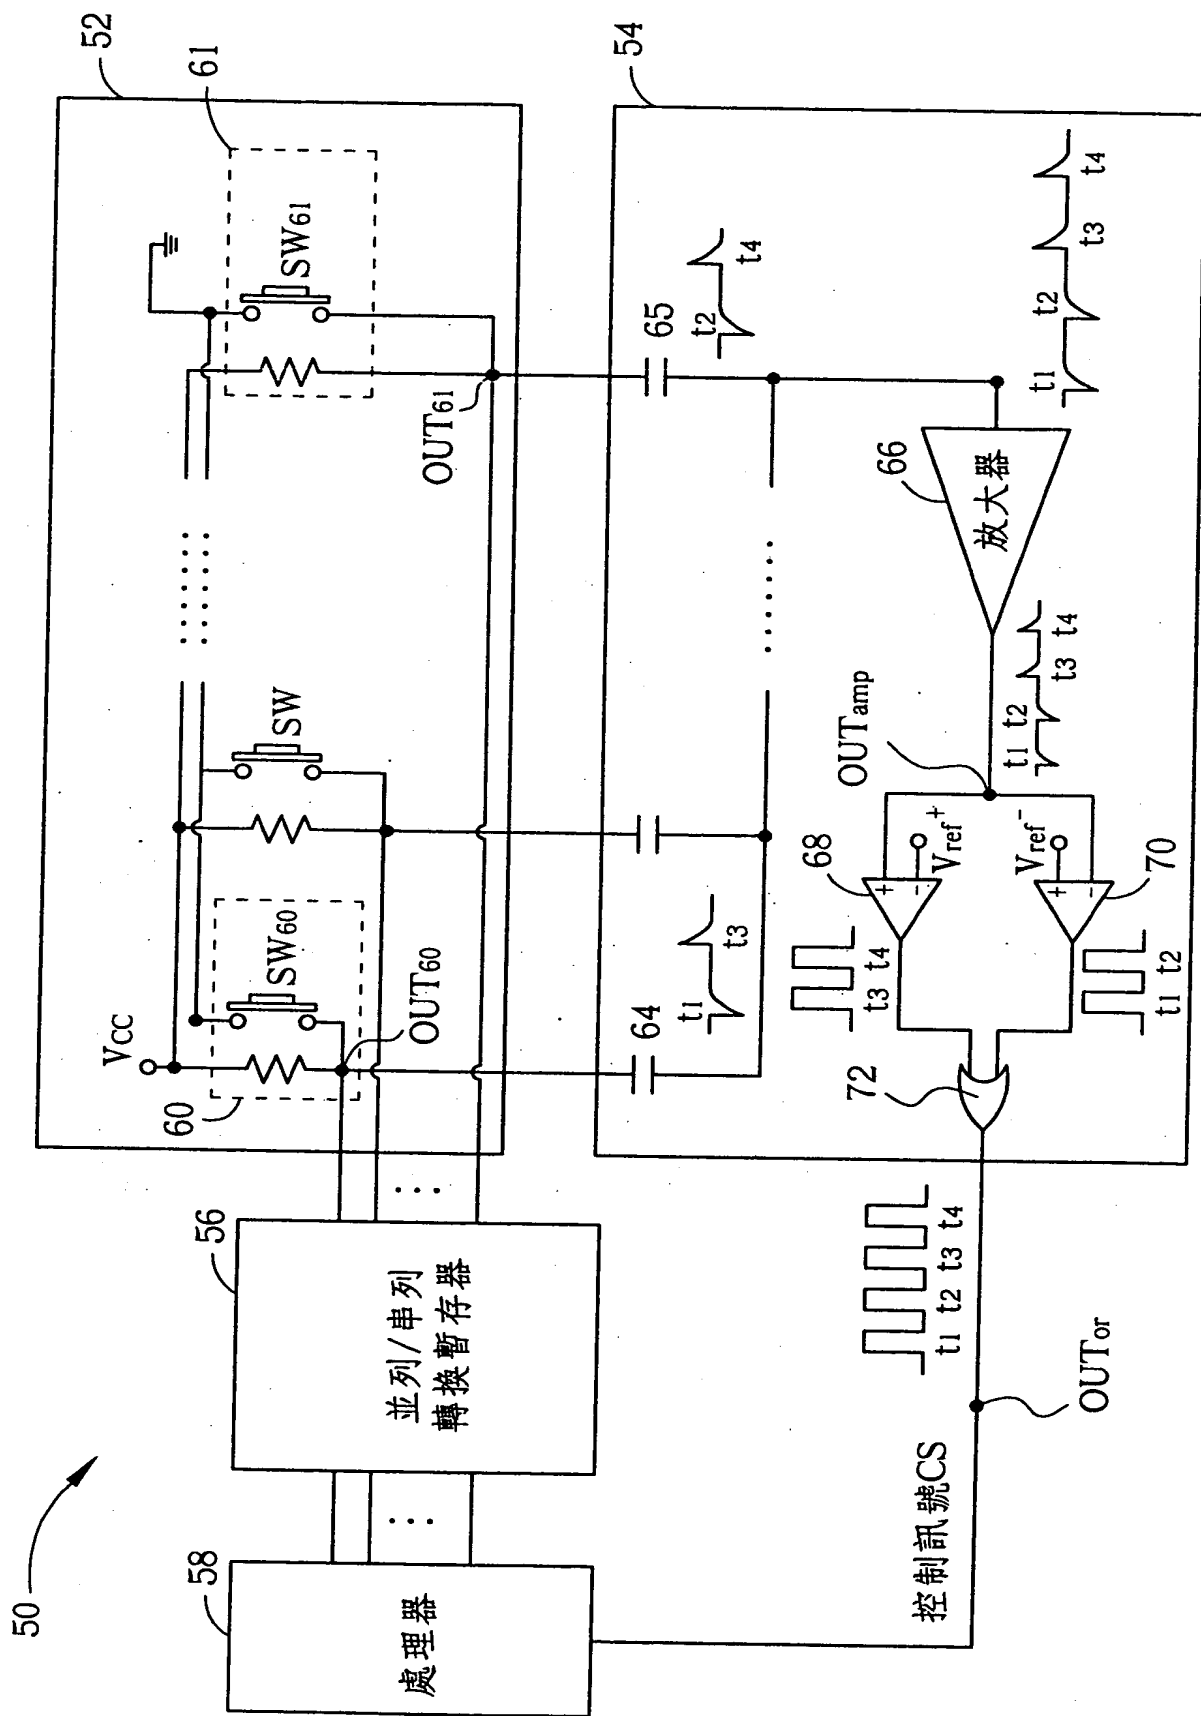 50
52
61
SW61
OUT61
SW
Vcc
SW60
OUT60
60
56
並列/串列
轉換暫存器
58
處理器
54
65
t2 t4
64
t1 t3
t1 t2 t3 t4
66
放大器
t1 t2 t3 t4
OUTamp
68
+
-
Vref+
Vref-
70
+
-
t3 t4
t1 t2
72
t1 t2 t3 t4
OUTor
控制訊號CS